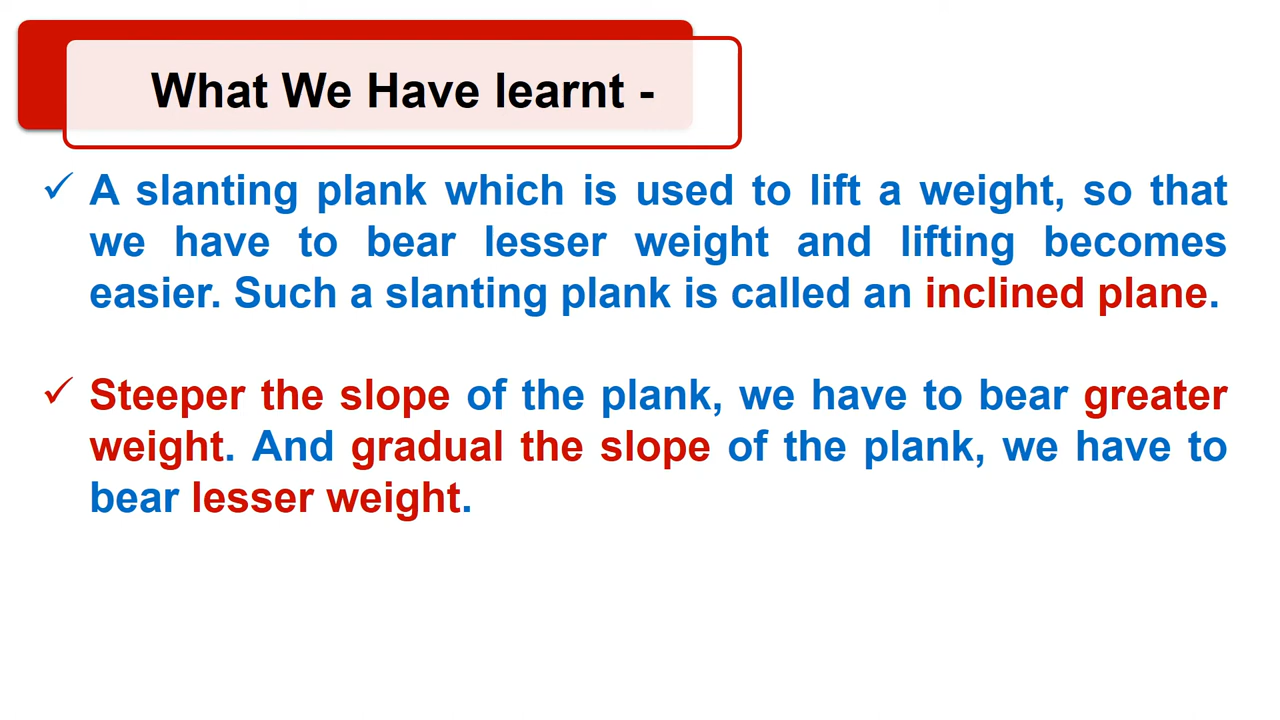 What We Have learnt -
✓ A slanting plank which is used to lift a weight, so that
we have to bear lesser weight and lifting becomes
easier. Such a slanting plank is called an inclined plane.
✓ Steeper the slope of the plank, we have to bear greater
weight. And gradual the slope of the plank, we have to
bear lesser weight.